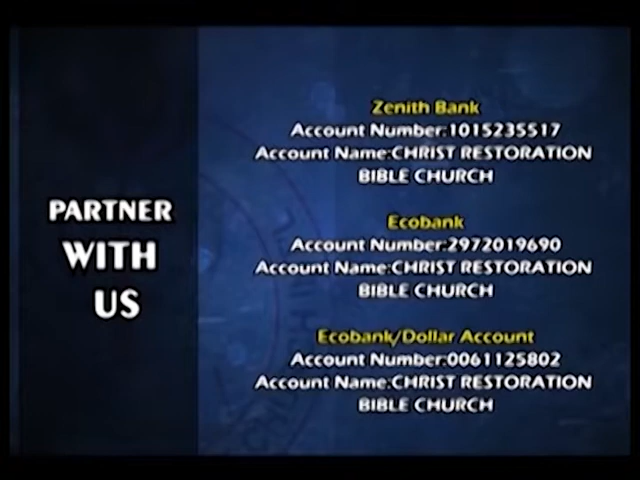 PARTNER
WITH
US
Zenith Bank
Account Number:1015235517
Account Name:CHRIST RESTORATION
BIBLE CHURCH
Ecobank
Account Number:2972019690
Account Name:CHRIST RESTORATION
BIBLE CHURCH
Ecobank/Dollar Account
Account Number:0061125802
Account Name:CHRIST RESTORATION
BIBLE CHURCH